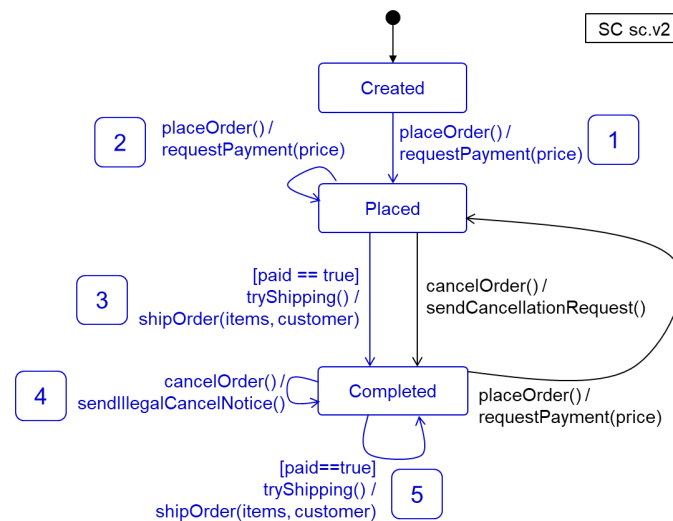 SC sc.v2
Created
2
placeOrder() /
requestPayment(price)
placeOrder() /
requestPayment(price)
1
Placed
3
[paid == true]
tryShipping() /
shipOrder(items, customer)
cancelOrder() /
sendCancellationRequest()
4
cancelOrder() /
sendIllegalCancelNotice()
Completed
placeOrder() /
requestPayment(price)
[paid==true]
tryShipping() /
shipOrder(items, customer)
5